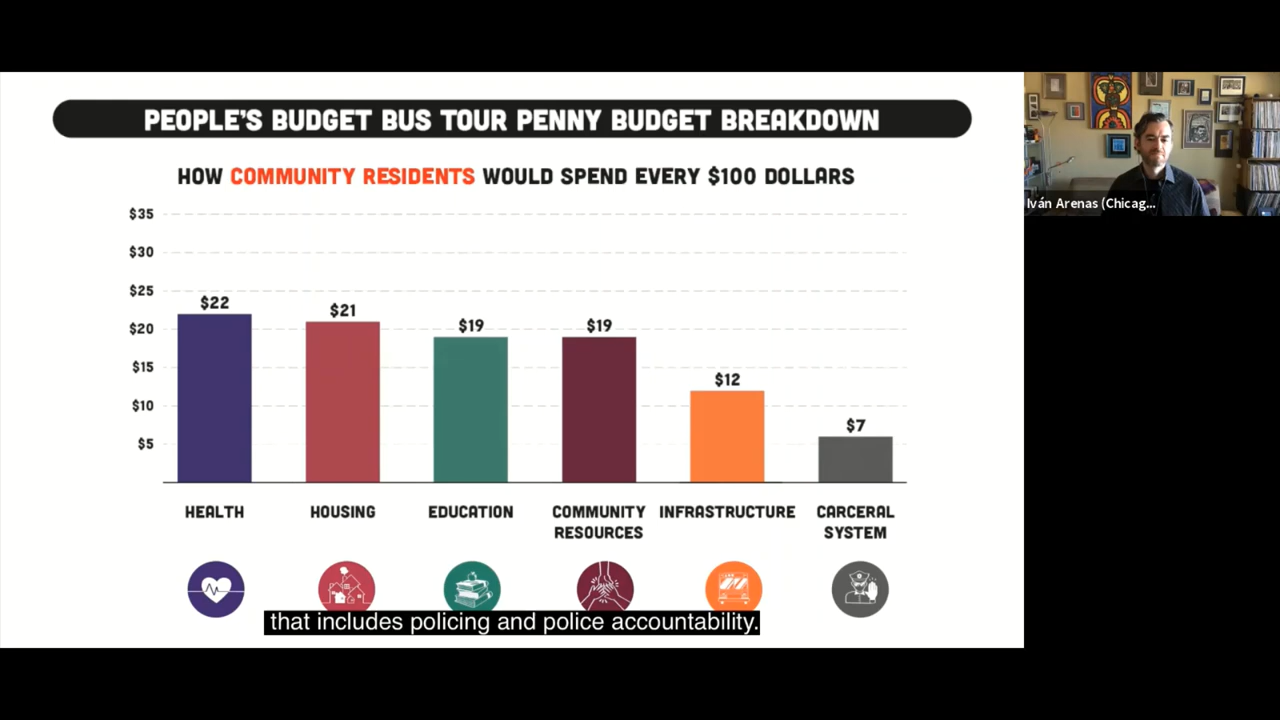 PEOPLE'S BUDGET BUS TOUR PENNY BUDGET BREAKDOWN
HOW COMMUNITY RESIDENTS WOULD SPEND EVERY $100 DOLLARS
$35
$30
$25
$20
$15
$10
$5
$22
$21
$19
$19
$12
$7
HEALTH
HOUSING
EDUCATION
COMMUNITY
RESOURCES
INFRASTRUCTURE
CARCERAL
SYSTEM
that includes policing and police accountability.
Iván Arenas (Chicag...